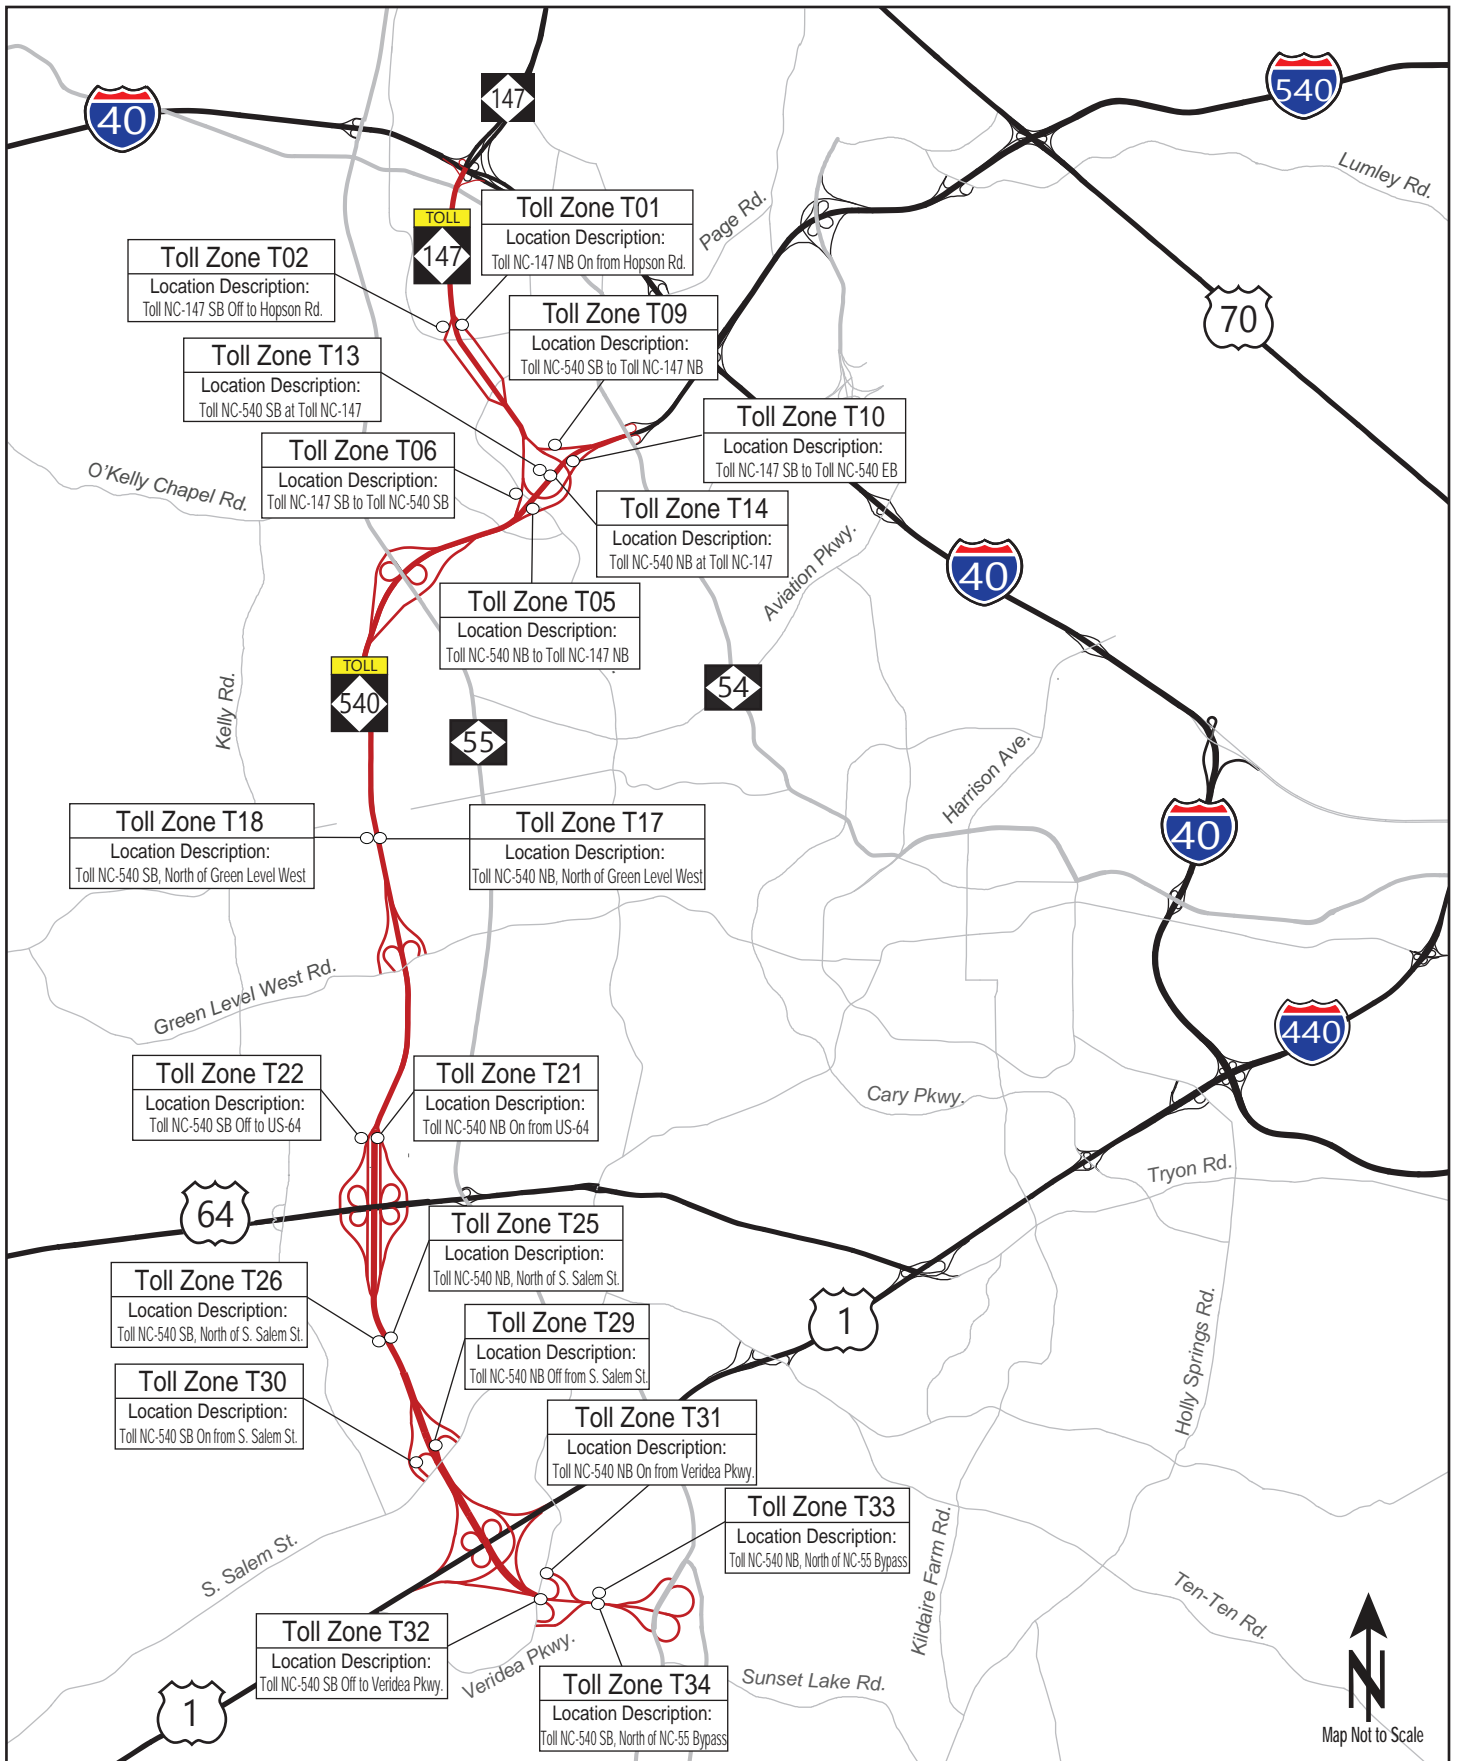 147
540
40
Lumley Rd.
Toll Zone T01
Location Description:
Toll NC-147 NB On from Hopson Rd.
Page Rd.
TOLL
147
Toll Zone T02
Location Description:
Toll NC-147 SB Off to Hopson Rd.
70
Toll Zone T09
Location Description:
Toll NC-540 SB to Toll NC-147 NB
Toll Zone T13
Location Description:
Toll NC-540 SB at Toll NC-147
Toll Zone T10
Location Description:
Toll NC-147 SB to Toll NC-540 EB
Toll Zone T06
Location Description:
Toll NC-147 SB to Toll NC-540 SB
O'Kelly Chapel Rd.
Toll Zone T14
Location Description:
Toll NC-540 NB at Toll NC-147
Aviation Pkwy.
40
Toll Zone T05
Location Description:
Toll NC-540 NB to Toll NC-147 NB
TOLL
540
Kelly Rd.
54
55
Harrison Ave.
40
Toll Zone T18
Location Description:
Toll NC-540 SB, North of Green Level West
Toll Zone T17
Location Description:
Toll NC-540 NB, North of Green Level West
Green Level West Rd.
440
Toll Zone T22
Location Description:
Toll NC-540 SB Off to US-64
Toll Zone T21
Location Description:
Toll NC-540 NB On from US-64
Cary Pkwy.
Tryon Rd.
64
Toll Zone T25
Location Description:
Toll NC-540 NB, North of S. Salem St.
Toll Zone T26
Location Description:
Toll NC-540 SB, North of S. Salem St.
1
Toll Zone T29
Location Description:
Toll NC-540 NB Off from S. Salem St.
Holly Springs Rd.
Toll Zone T30
Location Description:
Toll NC-540 SB On from S. Salem St.
Toll Zone T31
Location Description:
Toll NC-540 NB On from Veridea Pkwy.
Toll Zone T33
Location Description:
Toll NC-540 NB, North of NC-55 Bypass
S. Salem St.
Kildaire Farm Rd.
Ten-Ten Rd.
Toll Zone T32
Location Description:
Toll NC-540 SB Off to Veridea Pkwy.
Veridea Pkwy.
Toll Zone T34
Location Description:
Toll NC-540 SB, North of NC-55 Bypass
Sunset Lake Rd.
1
N
Map Not to Scale